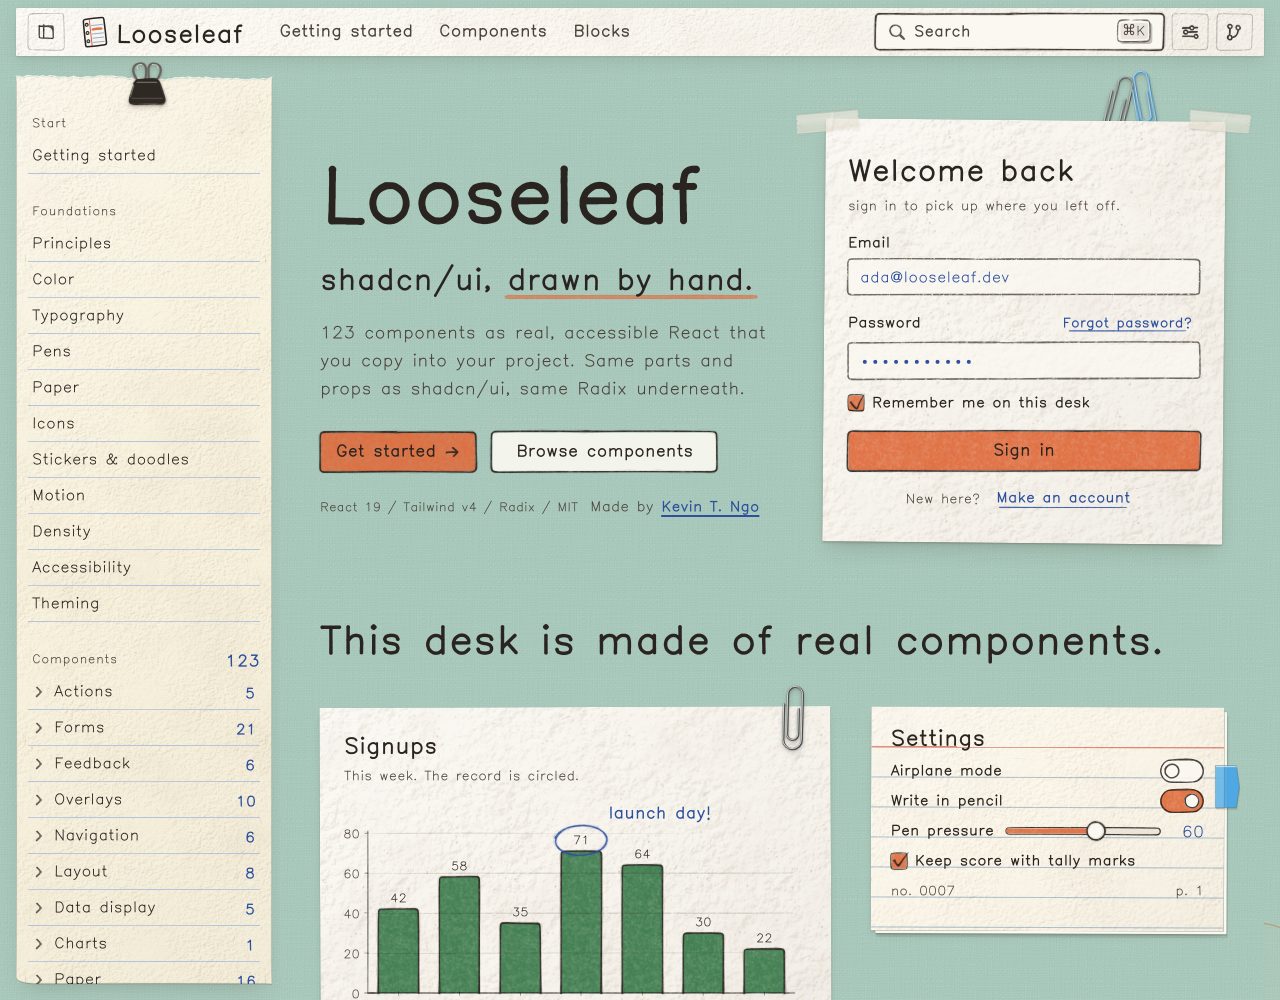 Looseleaf
Getting started
Components
Blocks
Search
⌘K
Start
Getting started
Foundations
Principles
Color
Typography
Pens
Paper
Icons
Stickers & doodles
Motion
Density
Accessibility
Theming
Components 123
Actions 5
Forms 21
Feedback 6
Overlays 10
Navigation 6
Layout 8
Data display 5
Charts 1
Paper 16
Looseleaf
shadcn/ui, drawn by hand.
123 components as real, accessible React that
you copy into your project. Same parts and
props as shadcn/ui, same Radix underneath.
Get started →
Browse components
React 19 / Tailwind v4 / Radix / MIT Made by Kevin T. Ngo
Welcome back
sign in to pick up where you left off.
Email
ada@looseleaf.dev
Password
Forgot password?
•••••••••••
Remember me on this desk
Sign in
New here? Make an account
This desk is made of real components.
Signups
This week. The record is circled.
launch day!
80
60
40
20
0
42
58
35
71
64
30
22
Settings
Airplane mode
Write in pencil
Pen pressure 60
Keep score with tally marks
no. 0007 p. 1